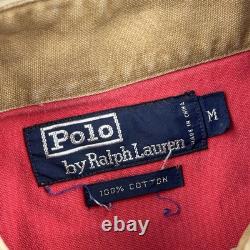 MADE IN CHINA
Polo
by Ralph Lauren
M
100% COTTON